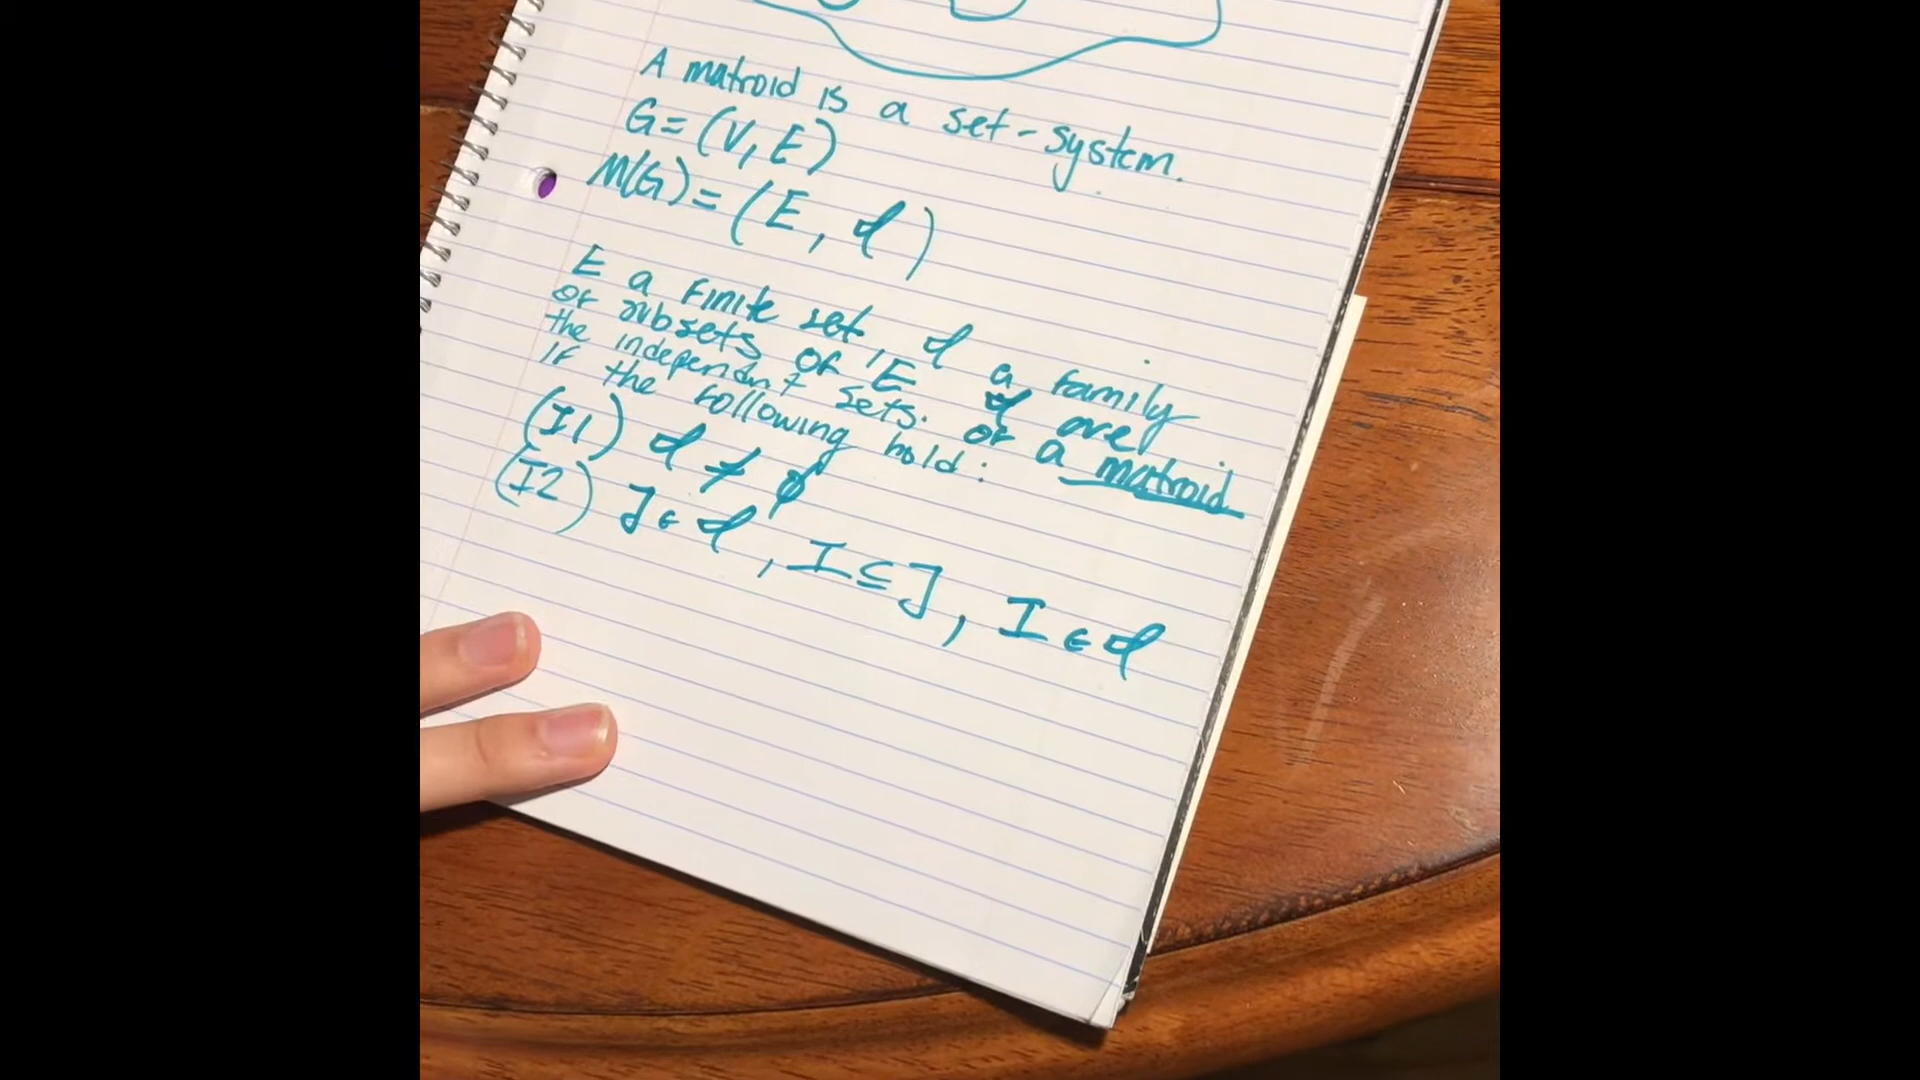 A matroid is a set-system.
G = (V, E)
M(G) = (E, ℐ)
E a finite set, ℐ a family
of subsets of E. ℐ are
the independent sets of a matroid
if the following hold:
(I1) ℐ ≠ ∅
(I2) J ∈ ℐ, I ⊆ J, I ∈ ℐ